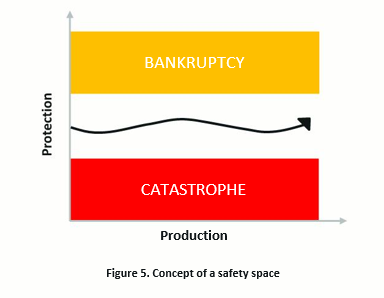 BANKRUPTCY
Protection
CATASTROPHE
Production
Figure 5. Concept of a safety space